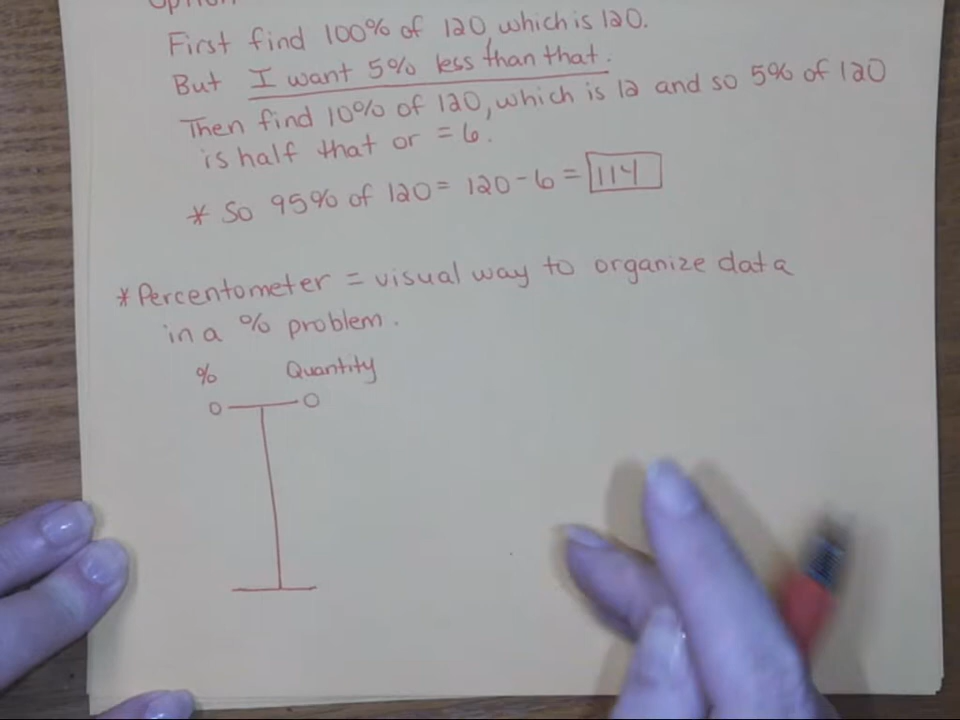 Option
First find 100% of 120, which is 120.
But I want 5% less than that.
Then find 10% of 120, which is 12 and so 5% of 120
is half that or = 6.
* So 95% of 120 = 120 - 6 = 114
* Percentometer = visual way to organize data
in a % problem.
% Quantity
0 0